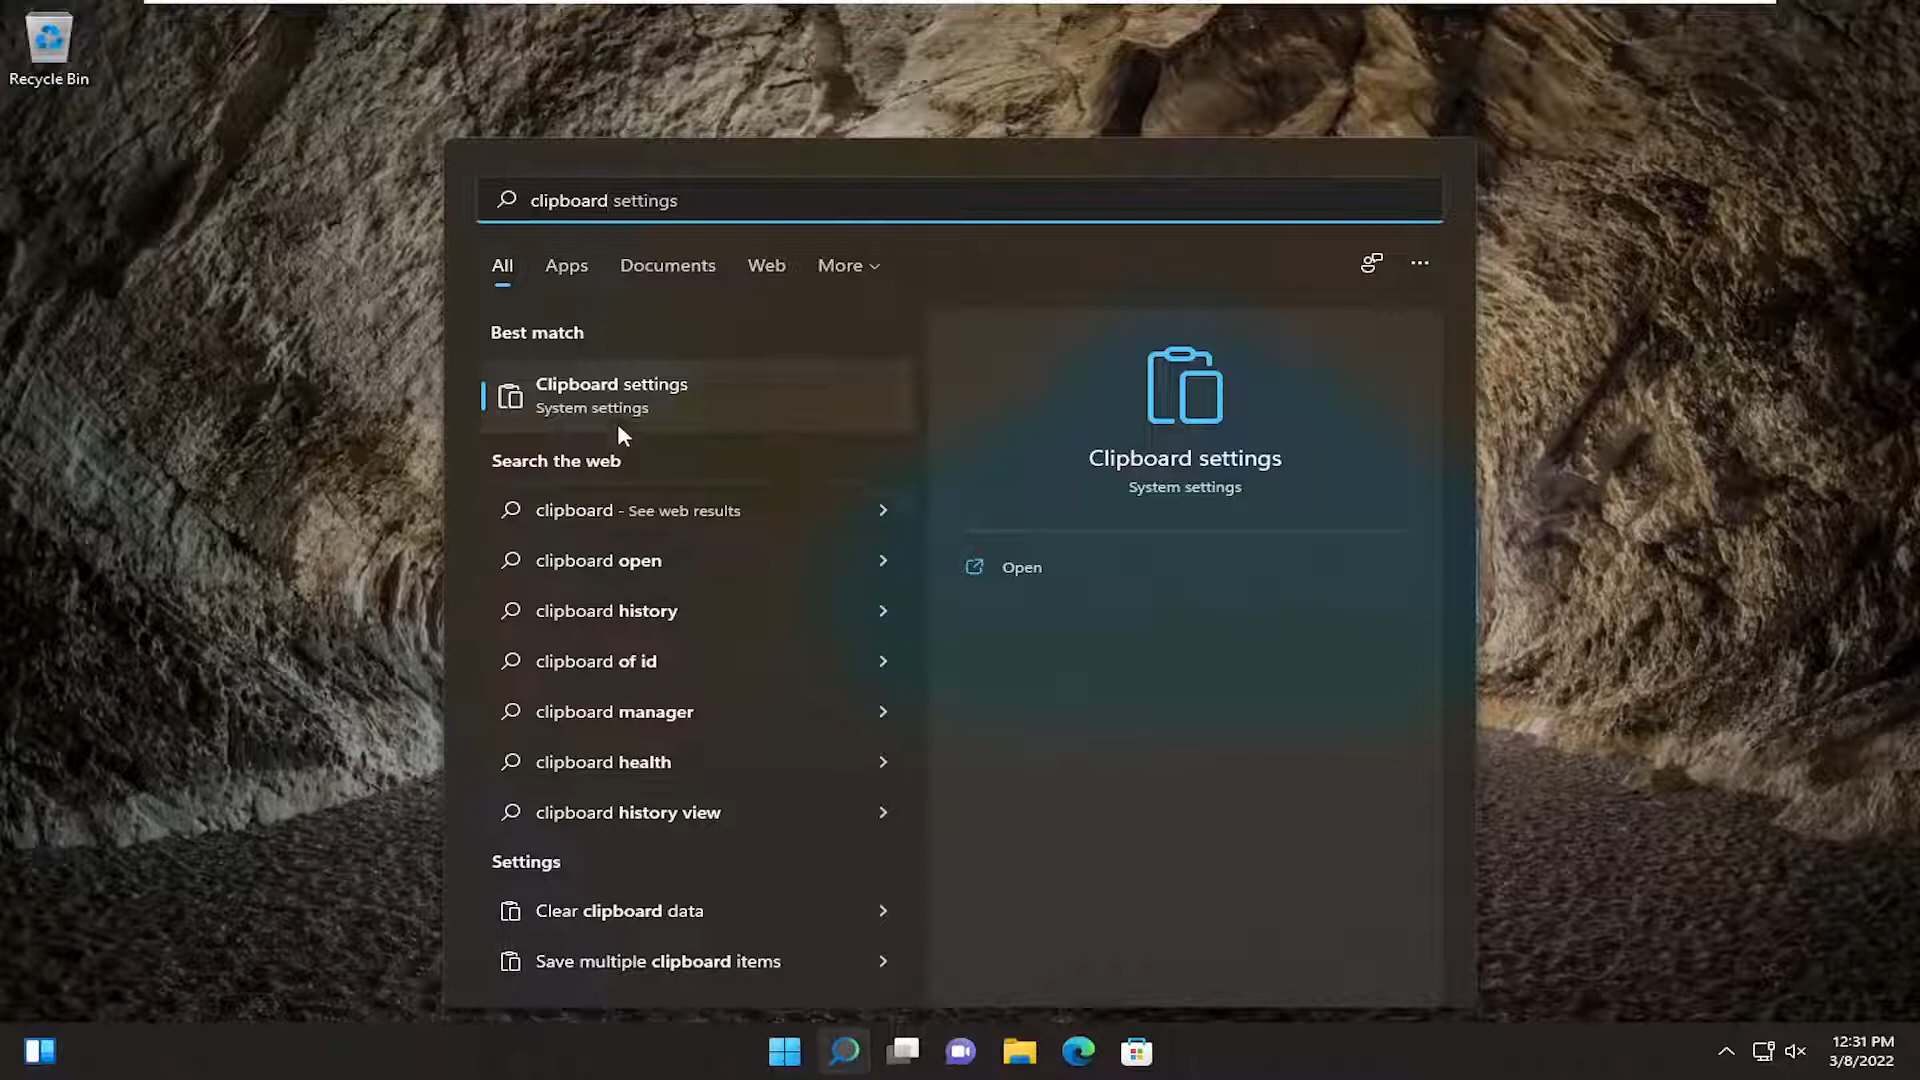 Recycle Bin
clipboard settings
All Apps Documents Web More
Best match
Clipboard settings
System settings
Search the web
clipboard - See web results
clipboard open
clipboard history
clipboard of id
clipboard manager
clipboard health
clipboard history view
Settings
Clear clipboard data
Save multiple clipboard items
Clipboard settings
System settings
Open
12:31 PM
3/8/2022